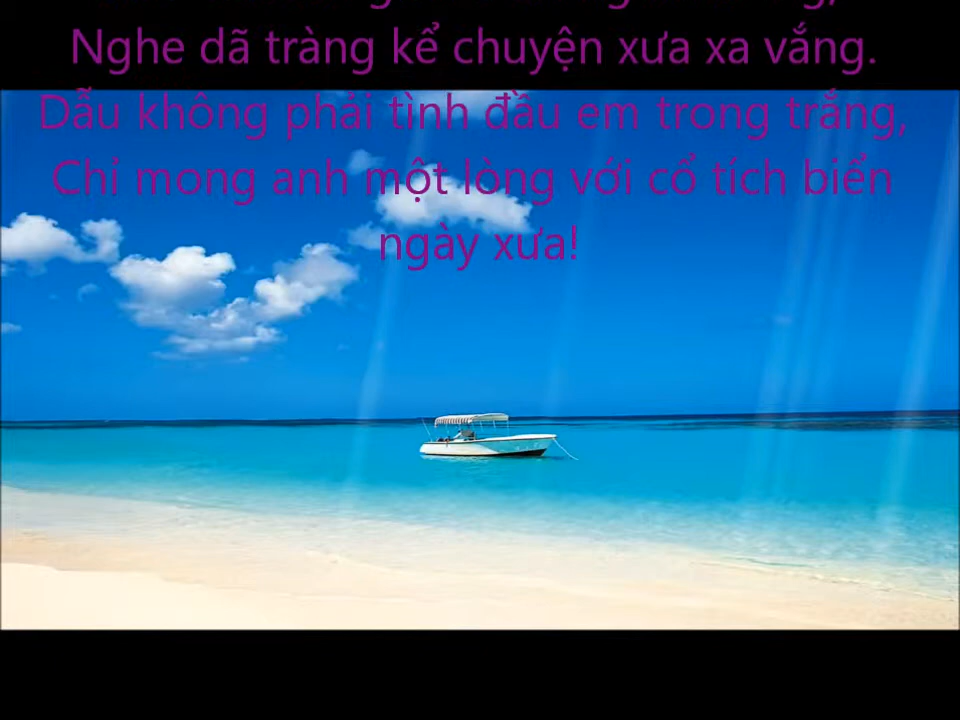 Nghe dã tràng kể chuyện xưa xa vắng.
Dẫu không phải tình đầu em trong trắng,
Chỉ mong anh một lòng với cổ tích biển
ngày xưa!